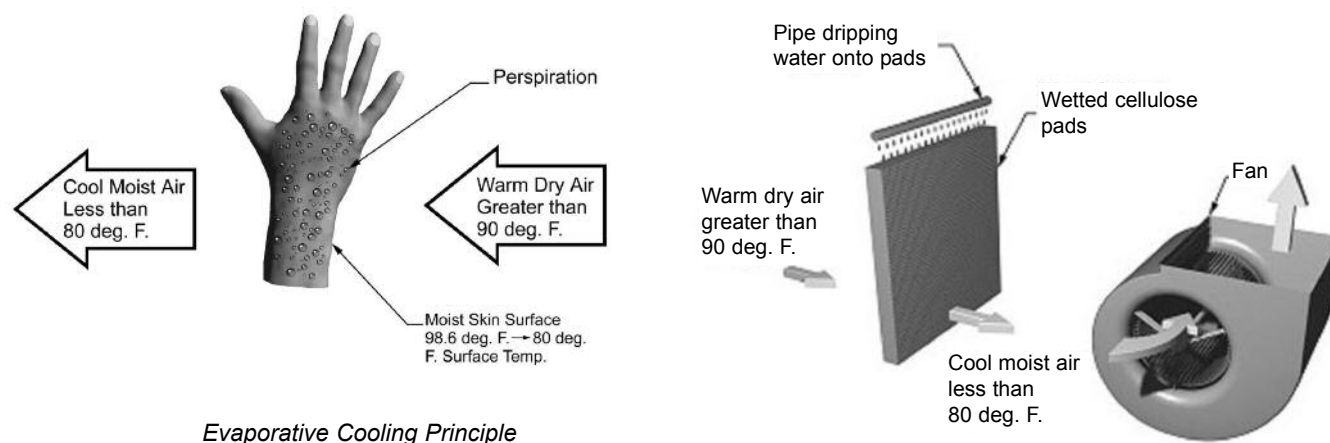 Perspiration
Cool Moist Air
Less than
80 deg. F.
Warm Dry Air
Greater than
90 deg. F.
Moist Skin Surface
98.6 deg. F.→80 deg.
F. Surface Temp.
Evaporative Cooling Principle
Pipe dripping
water onto pads
Wetted cellulose
pads
Fan
Warm dry air
greater than
90 deg. F.
Cool moist air
less than
80 deg. F.